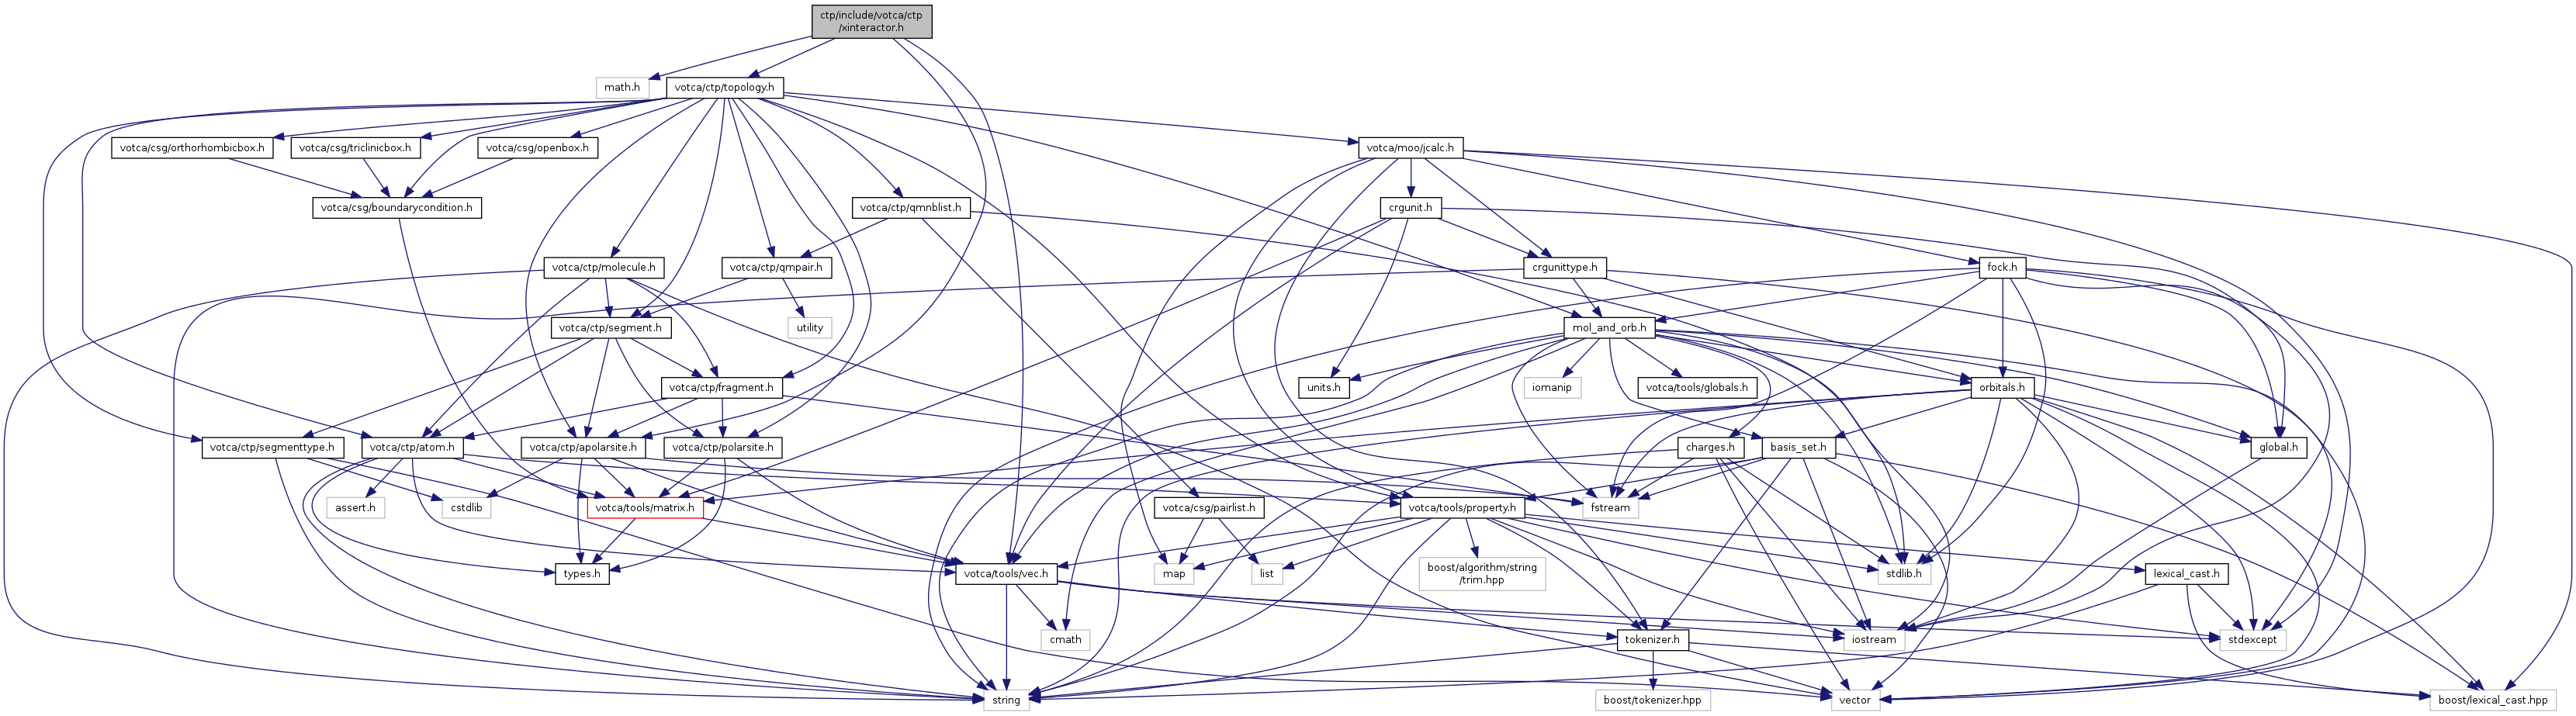 ctp/include/votca/ctp
/xinteractor.h
math.h
votca/ctp/topology.h
votca/csg/orthorhombicbox.h
votca/csg/triclinicbox.h
votca/csg/openbox.h
votca/moo/jcalc.h
votca/csg/boundarycondition.h
votca/ctp/qmnblist.h
crgunit.h
votca/ctp/molecule.h
votca/ctp/qmpair.h
crgunittype.h
fock.h
votca/ctp/segment.h
utility
mol_and_orb.h
votca/ctp/fragment.h
units.h
iomanip
votca/tools/globals.h
orbitals.h
votca/ctp/segmenttype.h
votca/ctp/atom.h
votca/ctp/apolarsite.h
votca/ctp/polarsite.h
charges.h
basis_set.h
global.h
assert.h
cstdlib
votca/tools/matrix.h
votca/csg/pairlist.h
votca/tools/property.h
fstream
types.h
votca/tools/vec.h
map
list
boost/algorithm/string
/trim.hpp
stdlib.h
lexical_cast.h
cmath
tokenizer.h
iostream
stdexcept
string
boost/tokenizer.hpp
vector
boost/lexical_cast.hpp